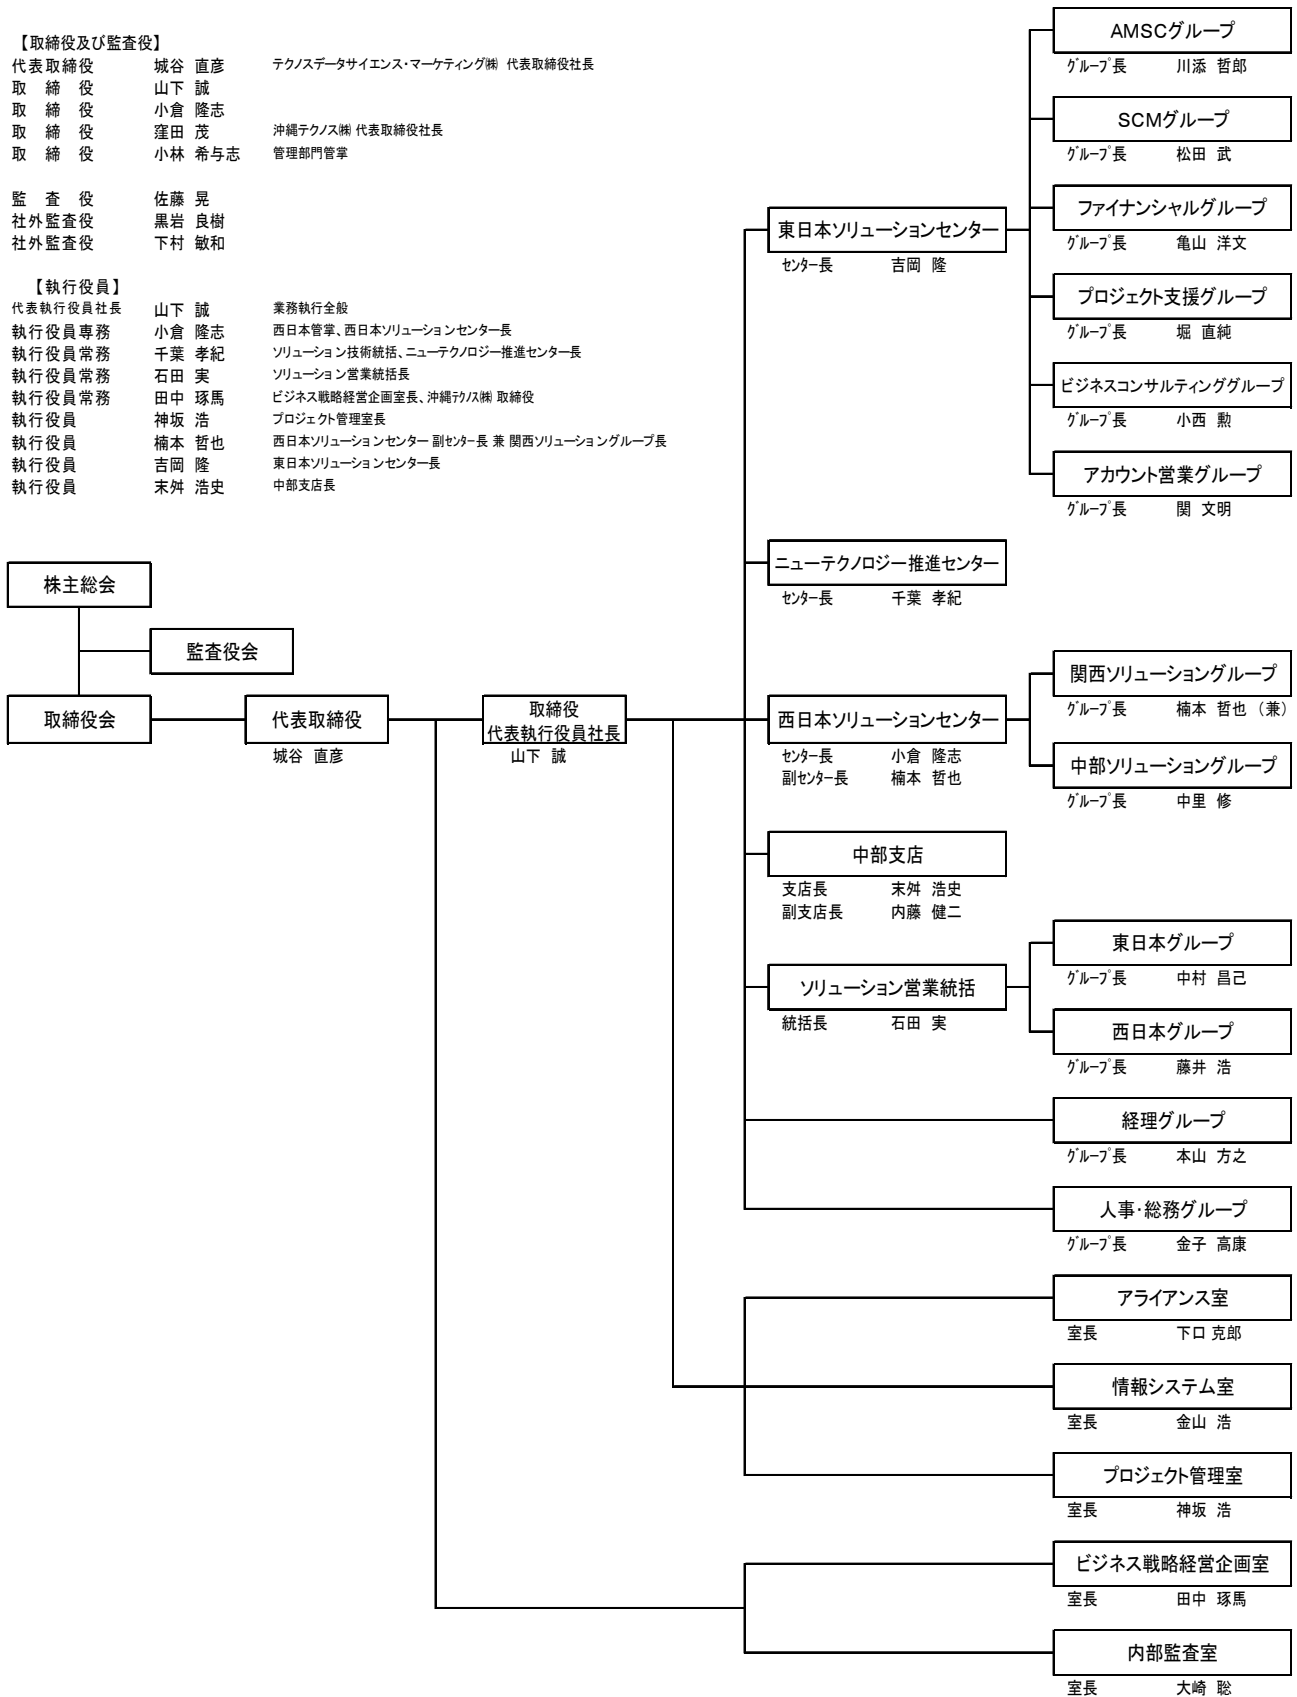 【取締役及び監査役】
代表取締役 城谷 直彦 テクノスデータサイエンス・マーケティング㈱ 代表取締役社長
取 締 役 山下 誠
取 締 役 小倉 隆志
取 締 役 窪田 茂 沖縄テクノス㈱ 代表取締役社長
取 締 役 小林 希与志 管理部門管掌
監 査 役 佐藤 晃
社外監査役 黒岩 良樹
社外監査役 下村 敏和
【執行役員】
代表執行役員社長 山下 誠 業務執行全般
執行役員専務 小倉 隆志 西日本管掌、西日本ソリューションセンター長
執行役員常務 千葉 孝紀 ソリューション技術統括、ニューテクノロジー推進センター長
執行役員常務 石田 実 ソリューション営業統括長
執行役員常務 田中 琢馬 ビジネス戦略経営企画室長、沖縄ﾃｸﾉｽ㈱ 取締役
執行役員 神坂 浩 プロジェクト管理室長
執行役員 楠本 哲也 西日本ソリューションセンター 副ｾﾝﾀｰ長 兼 関西ソリューショングループ長
執行役員 吉岡 隆 東日本ソリューションセンター長
執行役員 末舛 浩史 中部支店長
株主総会
監査役会
取締役会
代表取締役
城谷 直彦
取締役
代表執行役員社長
山下 誠
東日本ソリューションセンター
ｾﾝﾀｰ長 吉岡 隆
AMSCグループ
ｸﾞﾙｰﾌﾟ長 川添 哲郎
SCMグループ
ｸﾞﾙｰﾌﾟ長 松田 武
ファイナンシャルグループ
ｸﾞﾙｰﾌﾟ長 亀山 洋文
プロジェクト支援グループ
ｸﾞﾙｰﾌﾟ長 堀 直純
ビジネスコンサルティンググループ
ｸﾞﾙｰﾌﾟ長 小西 勲
アカウント営業グループ
ｸﾞﾙｰﾌﾟ長 関 文明
ニューテクノロジー推進センター
ｾﾝﾀｰ長 千葉 孝紀
西日本ソリューションセンター
ｾﾝﾀｰ長 小倉 隆志
副ｾﾝﾀｰ長 楠本 哲也
関西ソリューショングループ
ｸﾞﾙｰﾌﾟ長 楠本 哲也（兼）
中部ソリューショングループ
ｸﾞﾙｰﾌﾟ長 中里 修
中部支店
支店長 末舛 浩史
副支店長 内藤 健二
ソリューション営業統括
統括長 石田 実
東日本グループ
ｸﾞﾙｰﾌﾟ長 中村 昌己
西日本グループ
ｸﾞﾙｰﾌﾟ長 藤井 浩
経理グループ
ｸﾞﾙｰﾌﾟ長 本山 方之
人事・総務グループ
ｸﾞﾙｰﾌﾟ長 金子 高康
アライアンス室
室長 下口 克郎
情報システム室
室長 金山 浩
プロジェクト管理室
室長 神坂 浩
ビジネス戦略経営企画室
室長 田中 琢馬
内部監査室
室長 大崎 聡